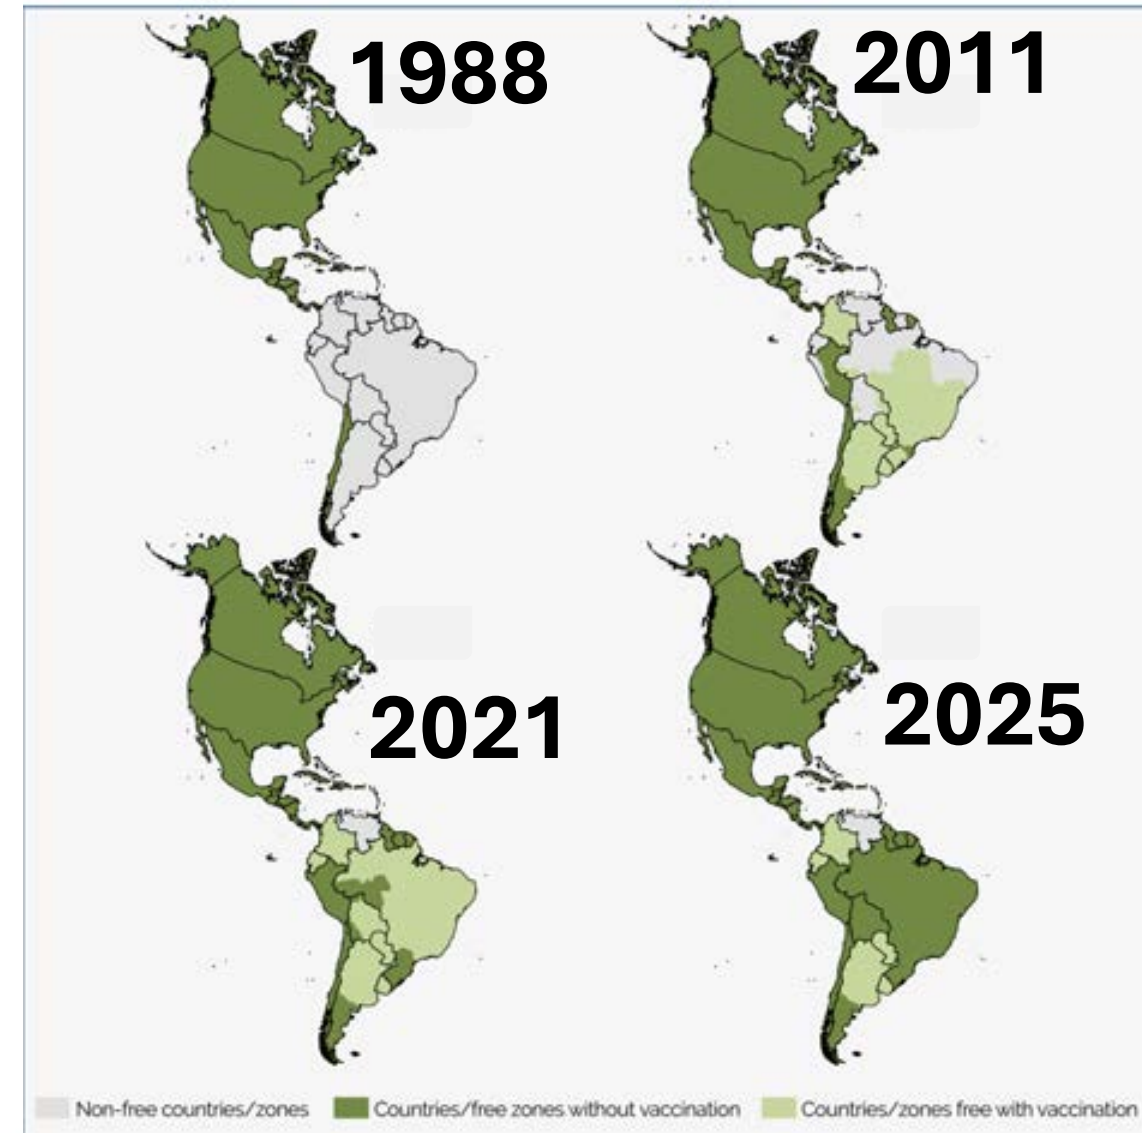 1988
2011
2021
2025
Non-free countries/zones
Countries/free zones without vaccination
Countries/zones free with vaccination